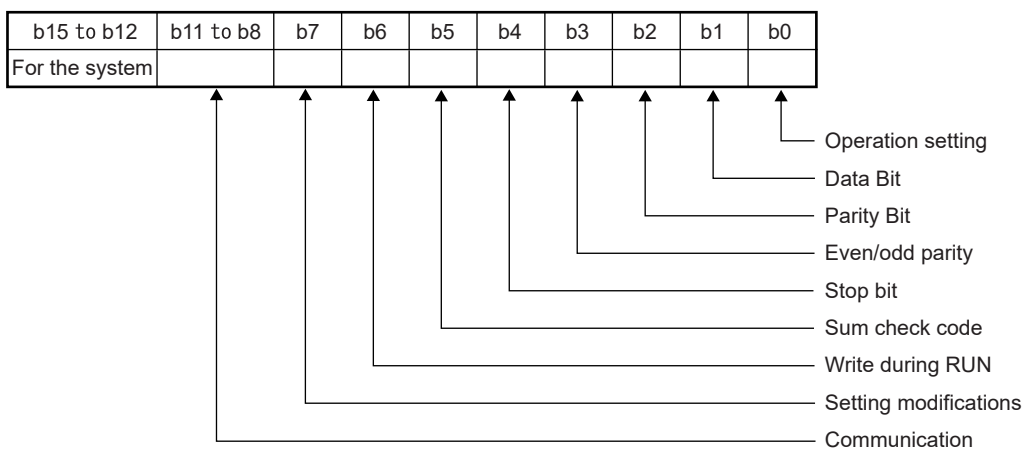 b15 to b12 b11 to b8 b7 b6 b5 b4 b3 b2 b1 b0
For the system
Operation setting
Data Bit
Parity Bit
Even/odd parity
Stop bit
Sum check code
Write during RUN
Setting modifications
Communication